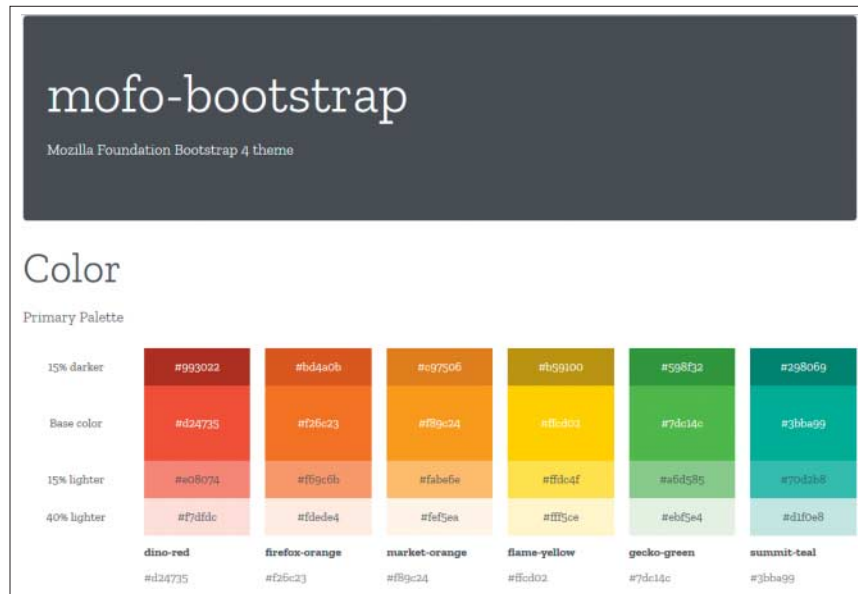 mofo-bootstrap
Mozilla Foundation Bootstrap 4 theme
Color
Primary Palette
15% darker #993022 #bd4a0b #c97506 #b59100 #598f32 #298069
Base color #d24735 #f26c23 #f89c24 #ffcd02 #7dc14c #3bba99
15% lighter #e08074 #f69c6b #fabe6e #ffdc4f #a6d585 #70d2b8
40% lighter #f7dfdc #fdede4 #fef5ea #fff5ce #ebf5e4 #d1f0e8
dino-red firefox-orange market-orange flame-yellow gecko-green summit-teal
#d24735 #f26c23 #f89c24 #ffcd02 #7dc14c #3bba99